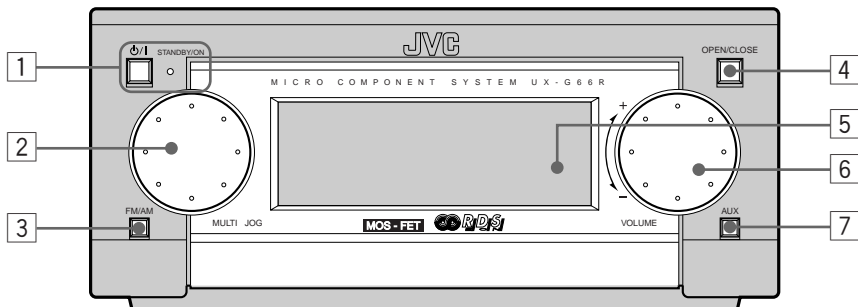 JVC
⏻/I STANDBY/ON
OPEN/CLOSE
1
4
MICRO COMPONENT SYSTEM UX-G66R
+
5
2
6
–
FM/AM
AUX
3
MULTI JOG
MOS-FET
RDS
VOLUME
7